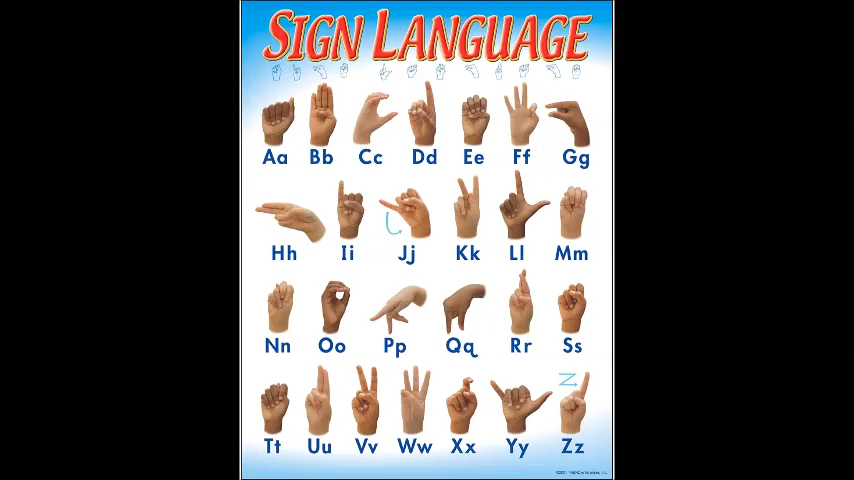 SIGN LANGUAGE
Aa Bb Cc Dd Ee Ff Gg
Hh Ii Jj Kk Ll Mm
Nn Oo Pp Qq Rr Ss
Tt Uu Vv Ww Xx Yy Zz